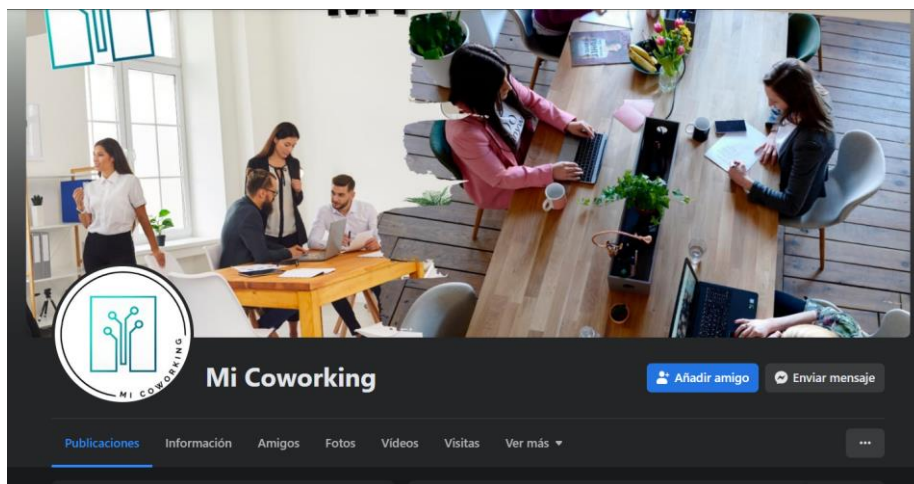 MI COWORKING
Mi Coworking
Añadir amigo
Enviar mensaje
Publicaciones Información Amigos Fotos Vídeos Visitas Ver más